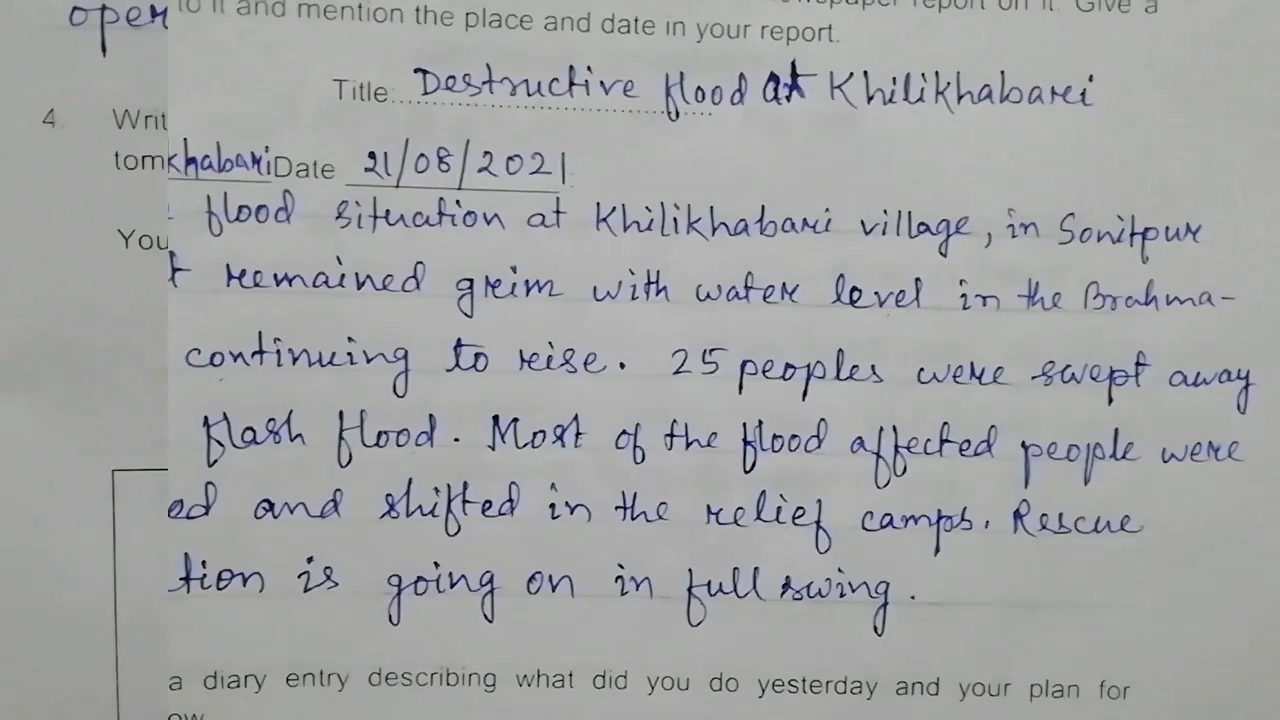 to it and mention the place and date in your report.
oper
Title: Destructive flood at Khilikhabari
4. Writ
tomkhabari Date 21/08/2021
flood situation at Khilikhabari village, in Sonitpur
You
t remained greim with water level in the Brahma-
continuing to reise. 25 peoples were swept away
flash flood. Most of the flood affected people were
ed and shifted in the relief camps. Rescue
tion is going on in full swing.
a diary entry describing what did you do yesterday and your plan for